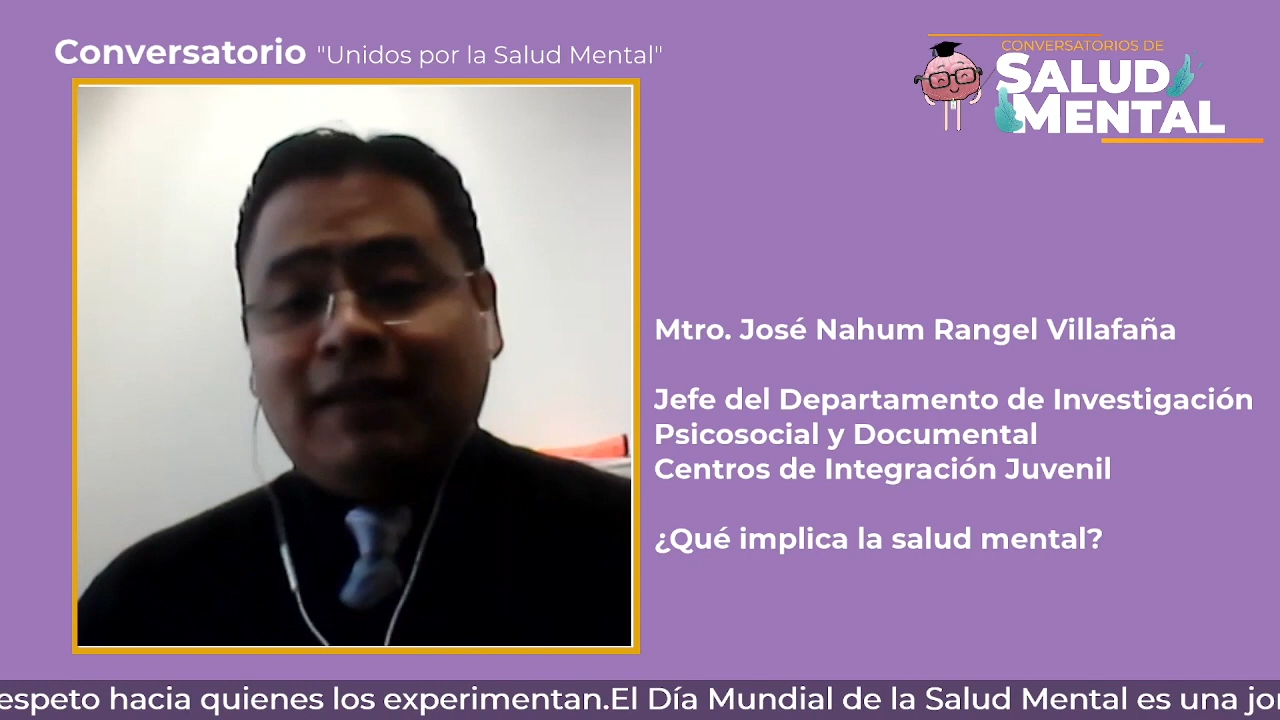 Conversatorio "Unidos por la Salud Mental"
CONVERSATORIOS DE
SALUD
MENTAL
Mtro. José Nahum Rangel Villafaña
Jefe del Departamento de Investigación
Psicosocial y Documental
Centros de Integración Juvenil
¿Qué implica la salud mental?
espeto hacia quienes los experimentan.El Día Mundial de la Salud Mental es una jor